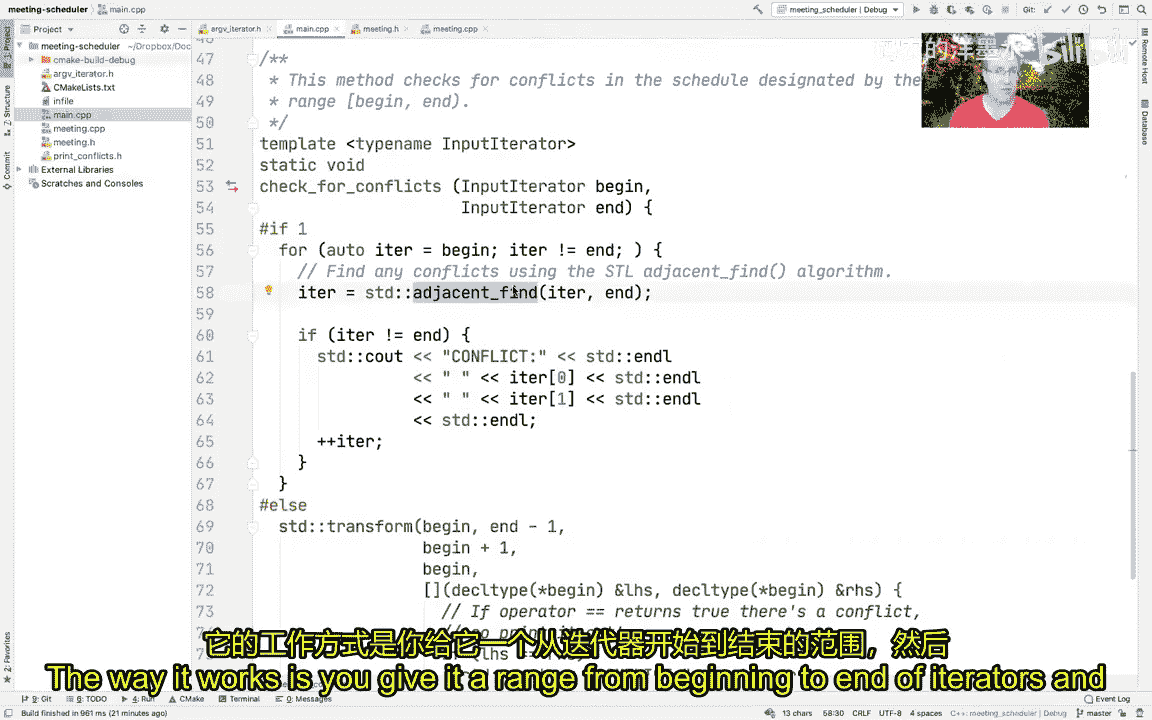 meeting-scheduler main.cpp
meeting_scheduler | Debug
Git:
Project
argv_iterator.h
main.cpp
meeting.h
meeting.cpp
meeting-scheduler ~/Dropbox/Doc
cmake-build-debug
argv_iterator.h
CMakeLists.txt
infile
main.cpp
meeting.cpp
meeting.h
print_conflicts.h
External Libraries
Scratches and Consoles
1: Project
7: Structure
Commit
2: Favorites
Remote Host
Database
47 /**
48 * This method checks for conflicts in the schedule designated by the
49 * range [begin, end).
50 */
51 template <typename InputIterator>
52 static void
53 check_for_conflicts (InputIterator begin,
54 InputIterator end) {
55 #if 1
56 for (auto iter = begin; iter != end; ) {
57 // Find any conflicts using the STL adjacent_find() algorithm.
58 iter = std::adjacent_find(iter, end);
59
60 if (iter != end) {
61 std::cout << "CONFLICT:" << std::endl
62 << " " << iter[0] << std::endl
63 << " " << iter[1] << std::endl
64 << std::endl;
65 ++iter;
66 }
67 }
68 #else
69 std::transform(begin, end - 1,
70 begin + 1,
71 begin,
72 [](decltype(*begin) &lhs, decltype(*begin) &rhs) {
73 // If operator == returns true there's a conflict,
它的工作方式是你给它一个从迭代器开始到结束的范围，然后
The way it works is you give it a range from beginning to end of iterators and
9: Git
6: TODO
CMake
4: Run
Terminal
0: Messages
Event Log
Build finished in 961 ms (21 minutes ago)
13 chars 58:30 CRLF UTF-8 4 spaces C++: meeting_scheduler | Debug master